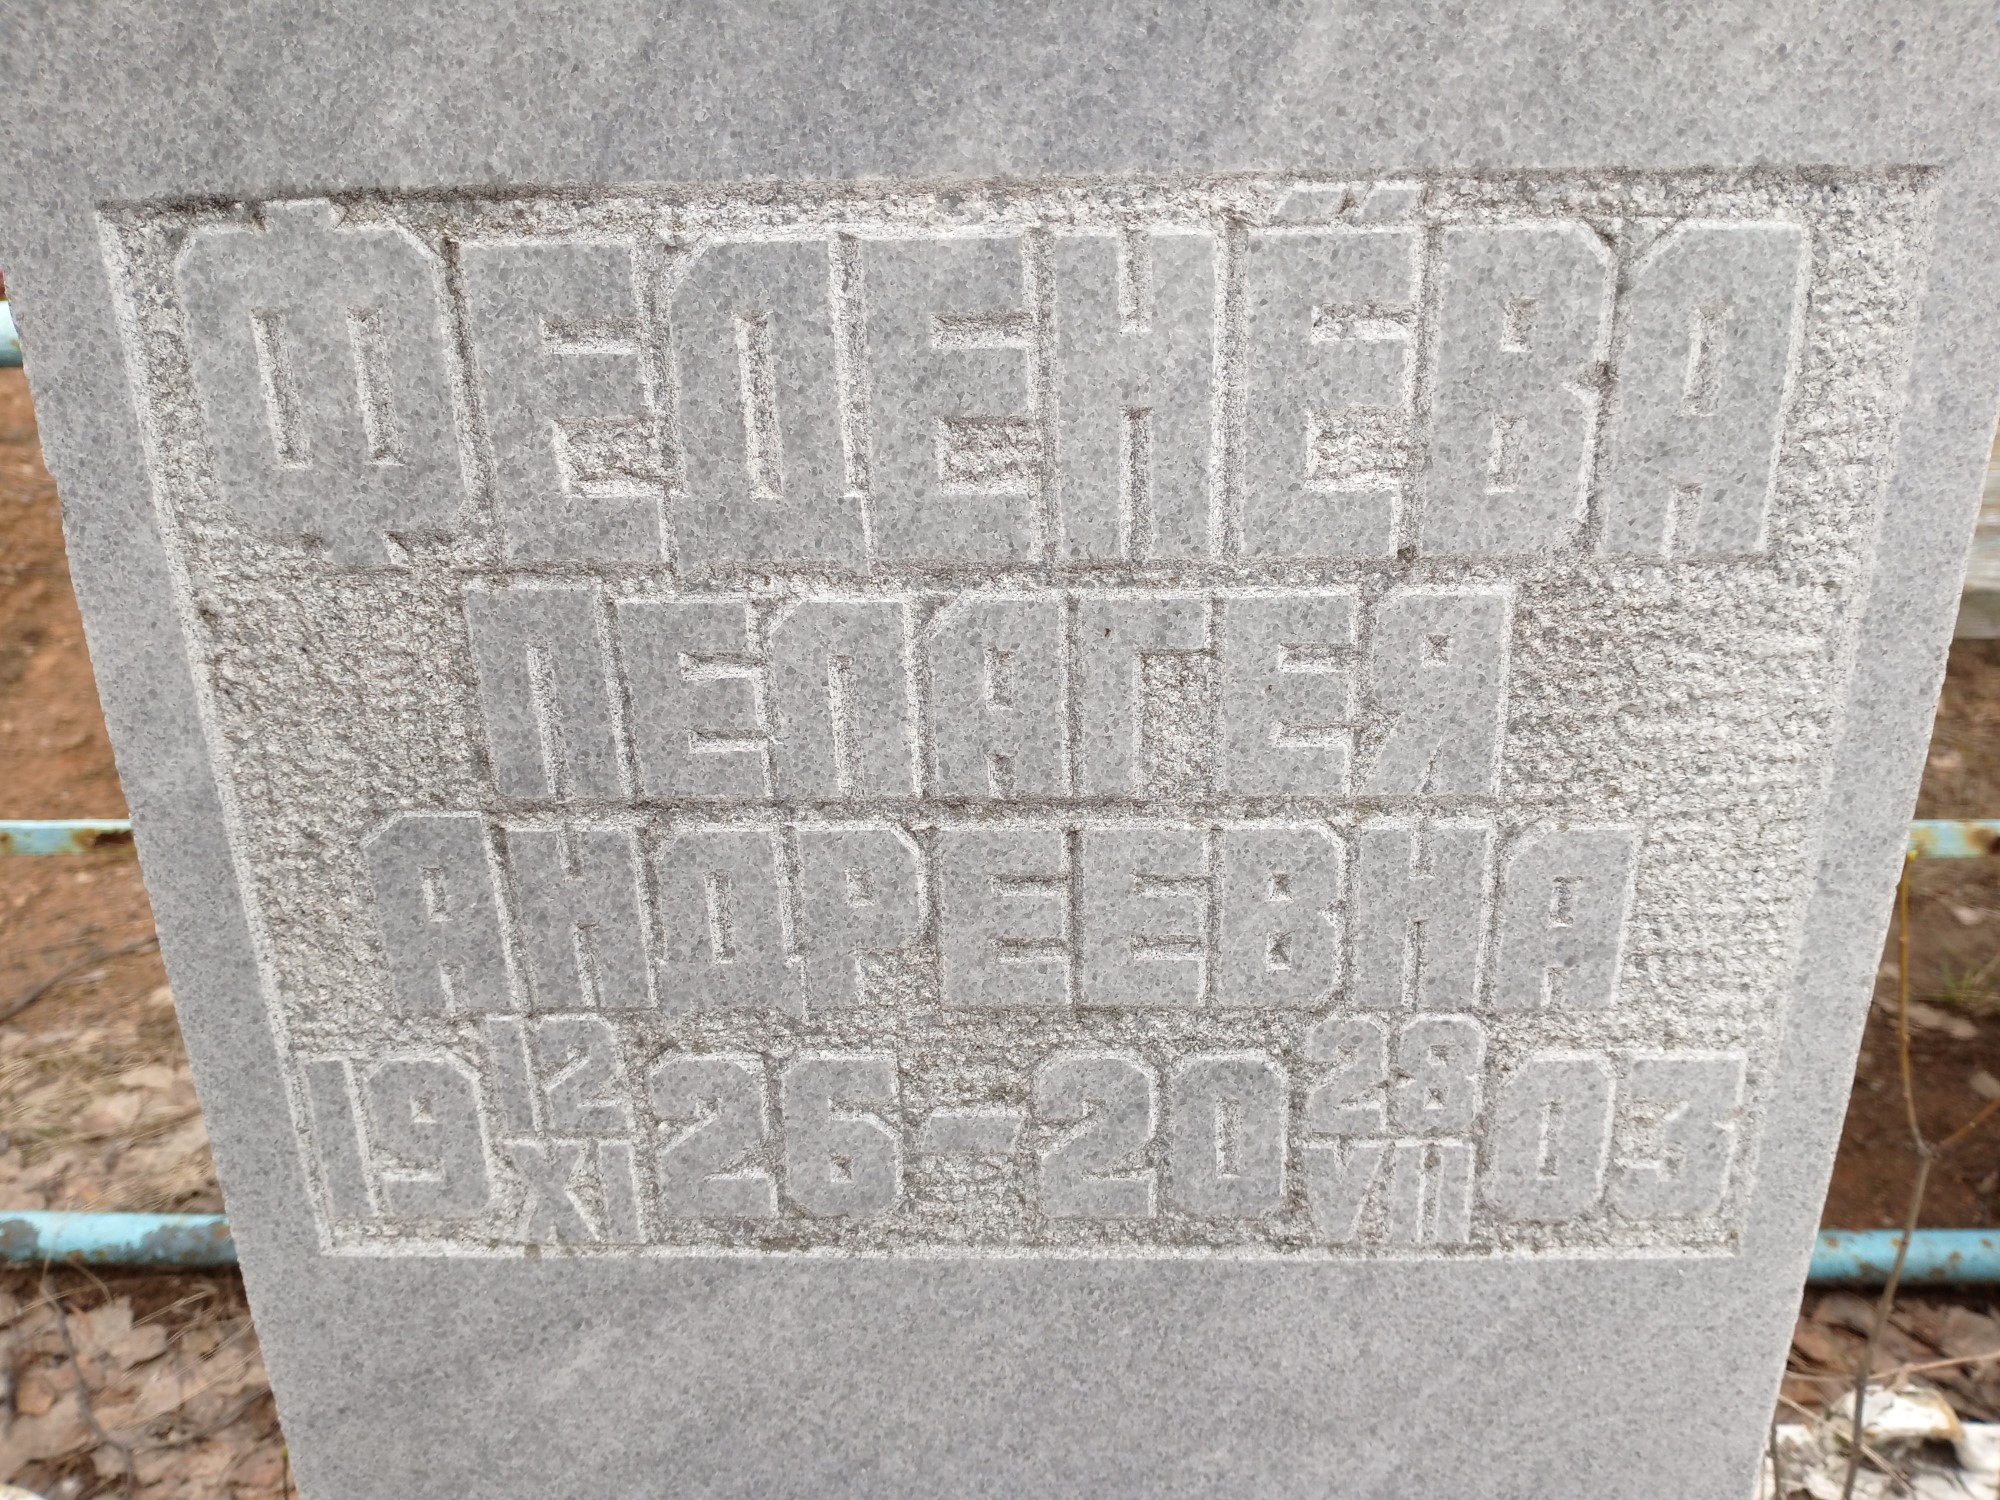 ФЕДЕНЁВА
ПЕЛАГЕЯ
АНДРЕЕВНА
19 12 XI 26 - 20 28 VII 03